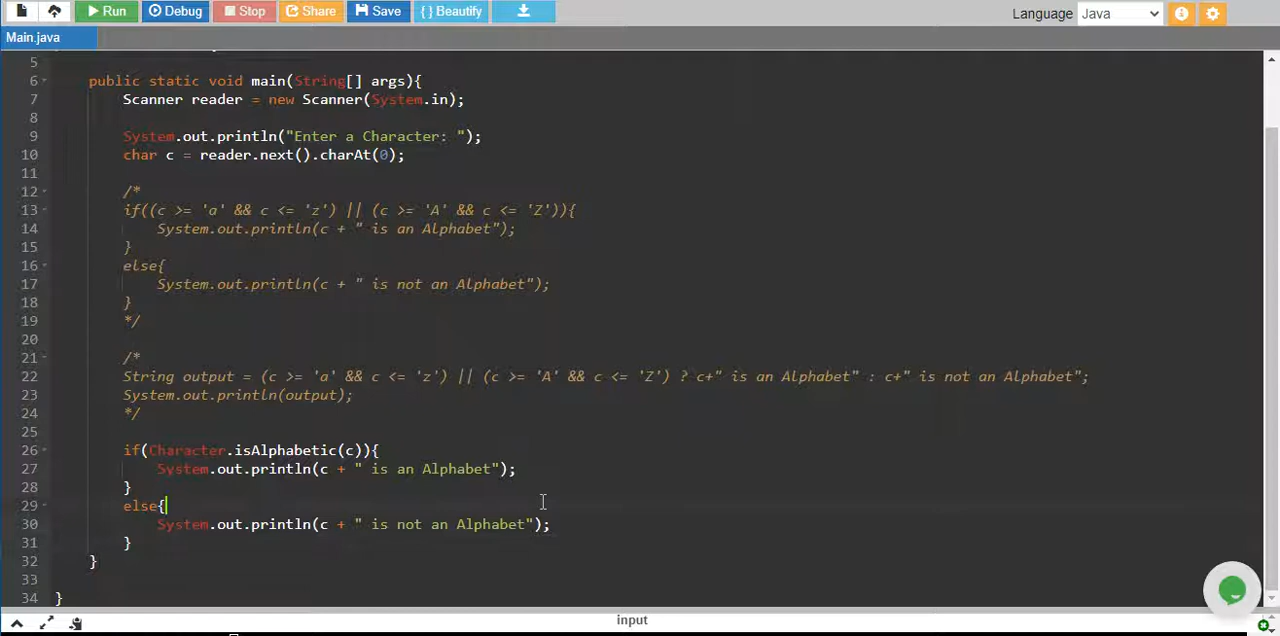 Run Debug Stop Share Save { } Beautify Language Java
Main.java
5
6 public static void main(String[] args){
7 Scanner reader = new Scanner(System.in);
8
9 System.out.println("Enter a Character: ");
10 char c = reader.next().charAt(0);
11
12 /*
13 if((c >= 'a' && c <= 'z') || (c >= 'A' && c <= 'Z')){
14 System.out.println(c + " is an Alphabet");
15 }
16 else{
17 System.out.println(c + " is not an Alphabet");
18 }
19 */
20
21 /*
22 String output = (c >= 'a' && c <= 'z') || (c >= 'A' && c <= 'Z') ? c+" is an Alphabet" : c+" is not an Alphabet";
23 System.out.println(output);
24 */
25
26 if(Character.isAlphabetic(c)){
27 System.out.println(c + " is an Alphabet");
28 }
29 else{
30 System.out.println(c + " is not an Alphabet");
31 }
32 }
33
34 }
input